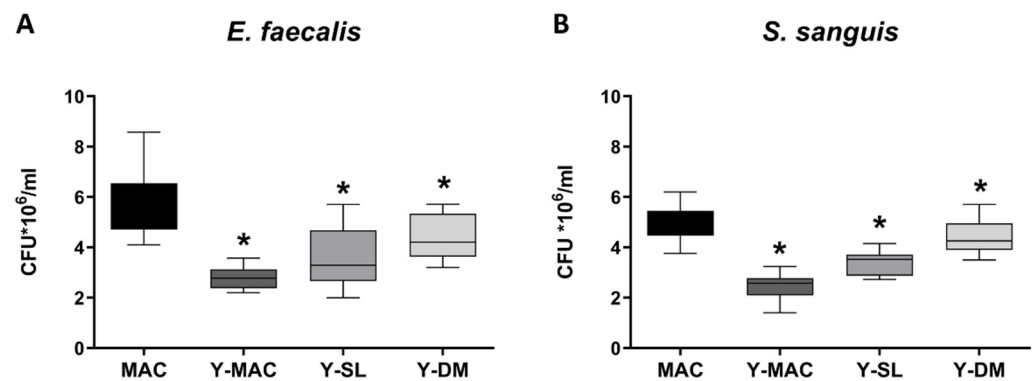 A
E. faecalis
CFU*10⁶/ml
10
8
6
4
2
0
*
*
*
MAC Y-MAC Y-SL Y-DM
B
S. sanguis
CFU *10⁶/ml
10
8
6
4
2
0
*
*
*
MAC Y-MAC Y-SL Y-DM